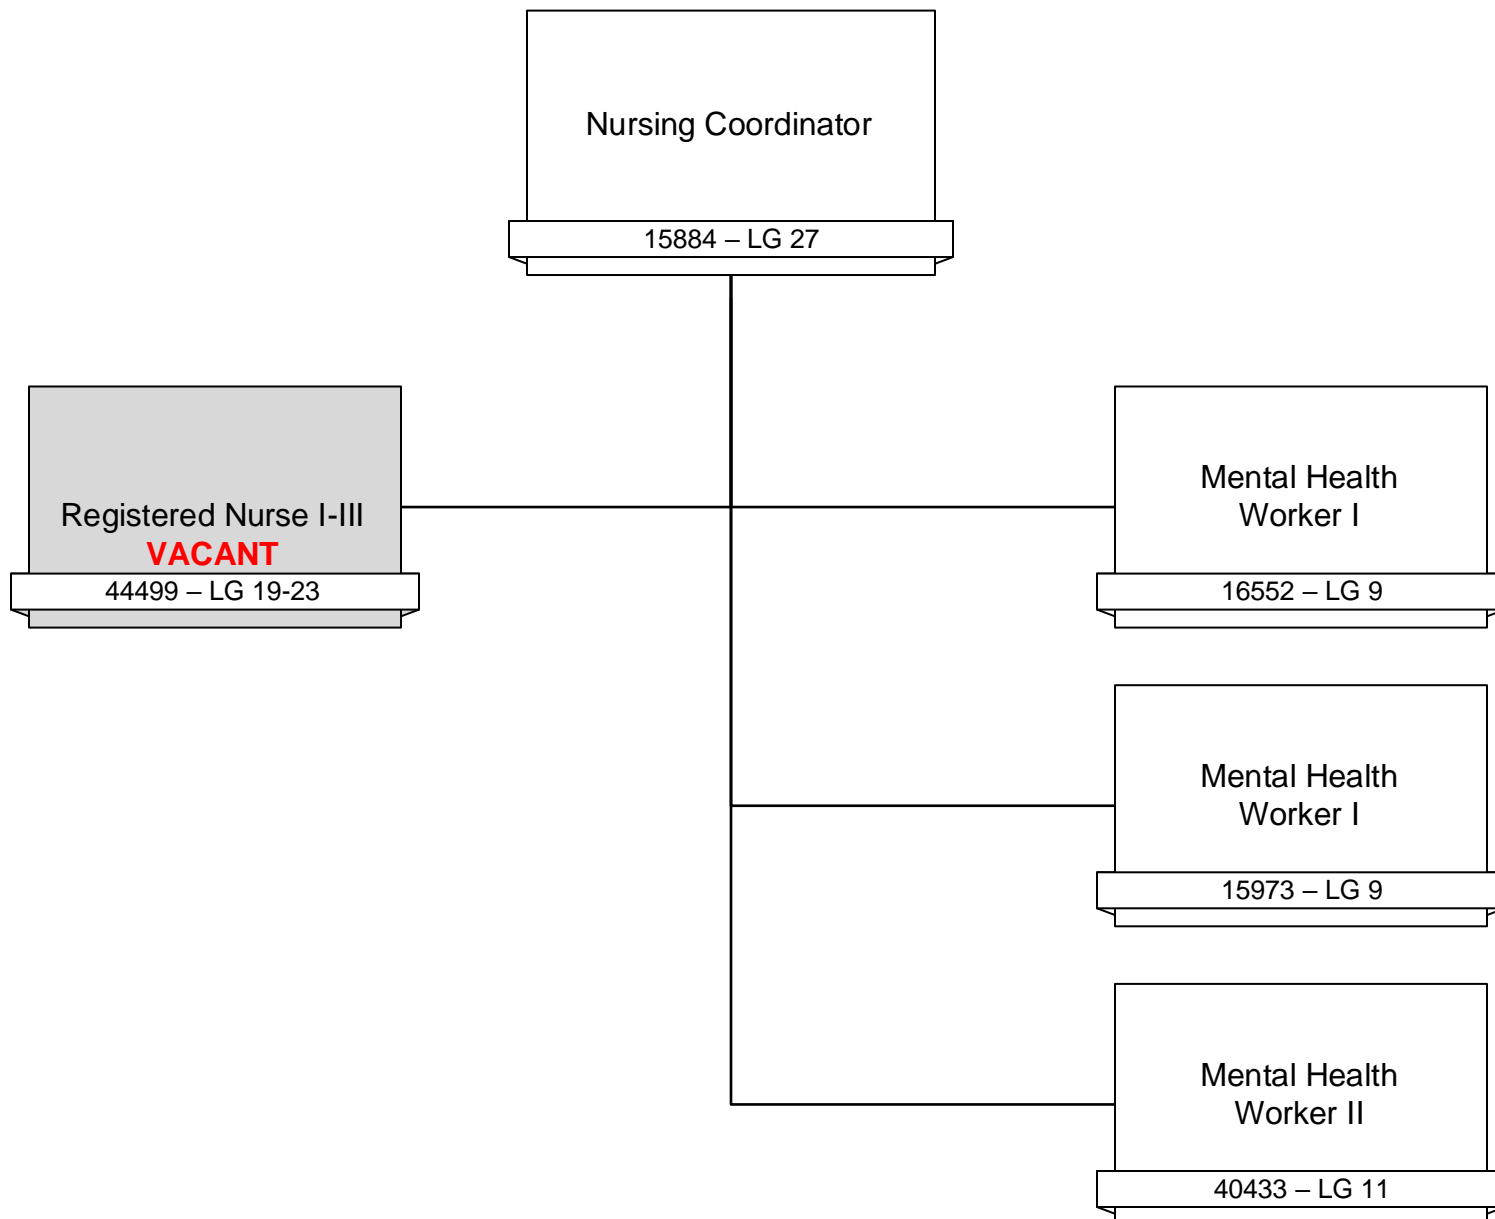 Nursing Coordinator
15884 – LG 27
Registered Nurse I-III
VACANT
44499 – LG 19-23
Mental Health
Worker I
16552 – LG 9
Mental Health
Worker I
15973 – LG 9
Mental Health
Worker II
40433 – LG 11